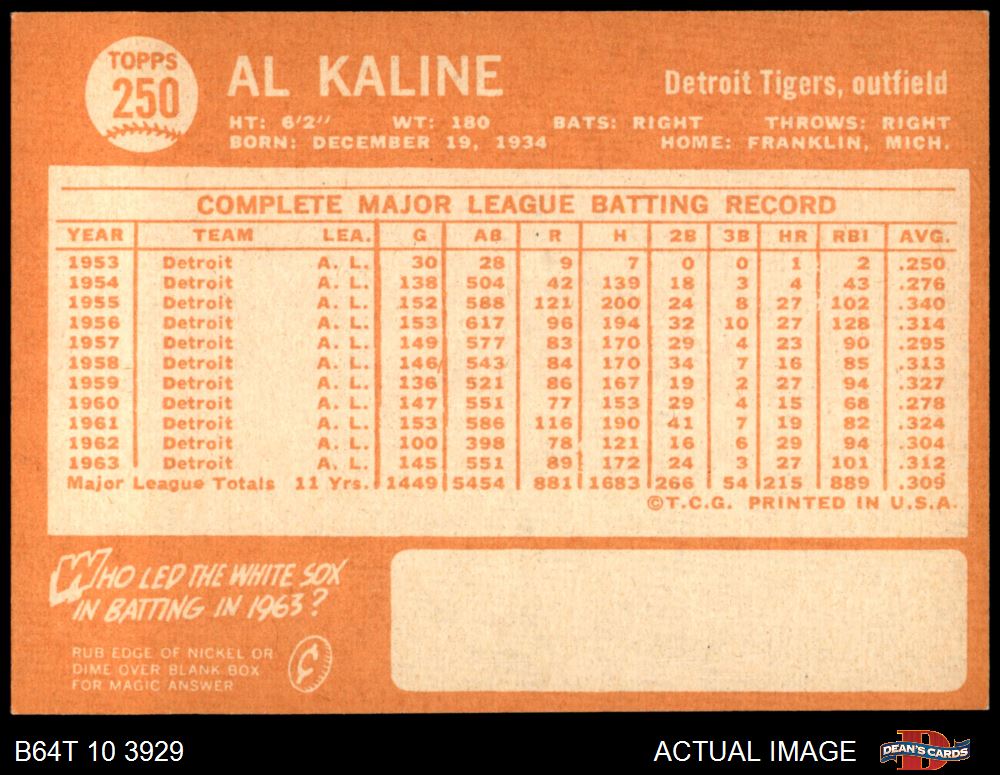 TOPPS
250
AL KALINE
Detroit Tigers, outfield
HT: 6'2" WT: 180 BATS: RIGHT THROWS: RIGHT
BORN: DECEMBER 19, 1934 HOME: FRANKLIN, MICH.
COMPLETE MAJOR LEAGUE BATTING RECORD
YEAR TEAM LEA. G AB R H 2B 3B HR RBI AVG.
1953 Detroit A. L. 30 28 9 7 0 0 1 2 .250
1954 Detroit A. L. 138 504 42 139 18 3 4 43 .276
1955 Detroit A. L. 152 588 121 200 24 8 27 102 .340
1956 Detroit A. L. 153 617 96 194 32 10 27 128 .314
1957 Detroit A. L. 149 577 83 170 29 4 23 90 .295
1958 Detroit A. L. 146 543 84 170 34 7 16 85 .313
1959 Detroit A. L. 136 521 86 167 19 2 27 94 .327
1960 Detroit A. L. 147 551 77 153 29 4 15 68 .278
1961 Detroit A. L. 153 586 116 190 41 7 19 82 .324
1962 Detroit A. L. 100 398 78 121 16 6 29 94 .304
1963 Detroit A. L. 145 551 89 172 24 3 27 101 .312
Major League Totals 11 Yrs. 1449 5454 881 1683 266 54 215 889 .309
©T.C.G. PRINTED IN U.S.A.
WHO LED THE WHITE SOX
IN BATTING IN 1963?
RUB EDGE OF NICKEL OR
DIME OVER BLANK BOX
FOR MAGIC ANSWER
¢
B64T 10 3929
ACTUAL IMAGE
D
DEAN'S CARDS